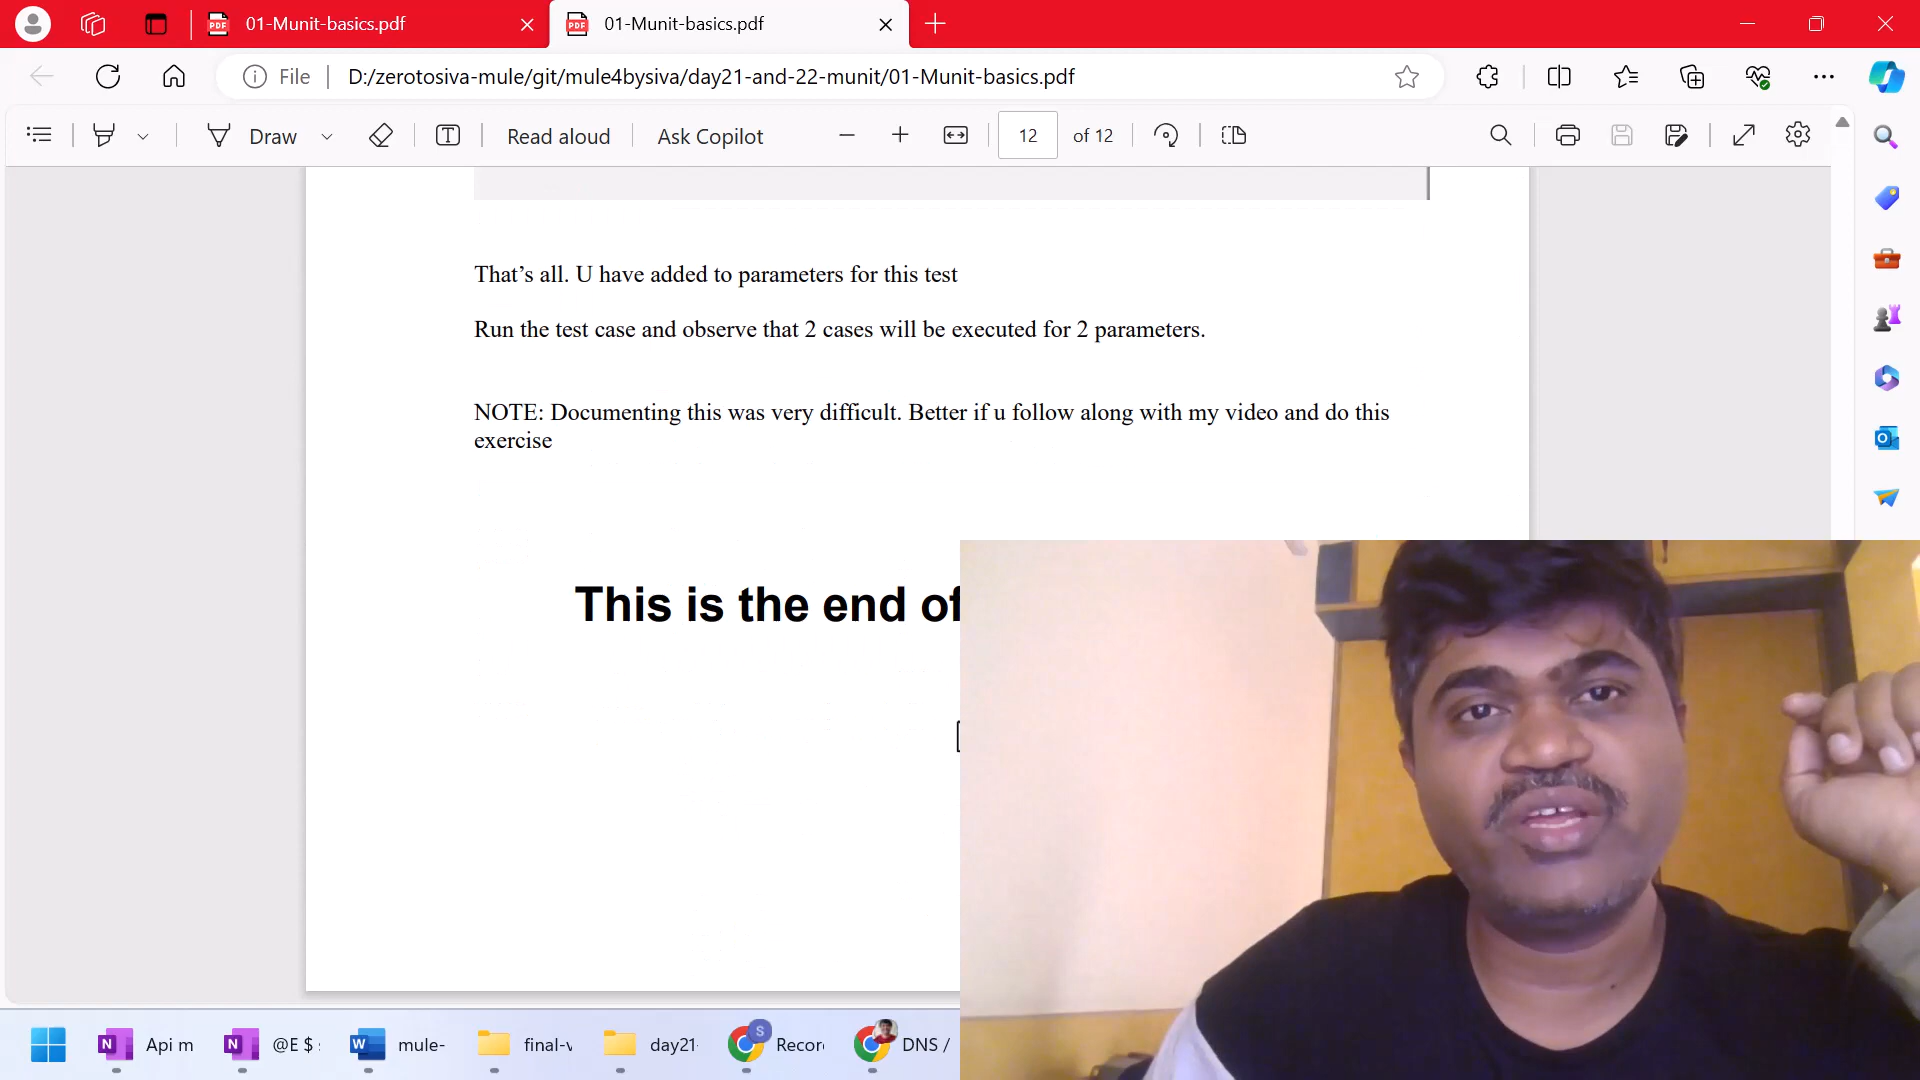 01-Munit-basics.pdf
01-Munit-basics.pdf
File
D:/zerotosiva-mule/git/mule4bysiva/day21-and-22-munit/01-Munit-basics.pdf
Draw
Read aloud
Ask Copilot
12
of 12
That's all. U have added to parameters for this test
Run the test case and observe that 2 cases will be executed for 2 parameters.
NOTE: Documenting this was very difficult. Better if u follow along with my video and do this
exercise
This is the end of
Api m
@E $ :
mule-
final-v
day21-
Recor
DNS /